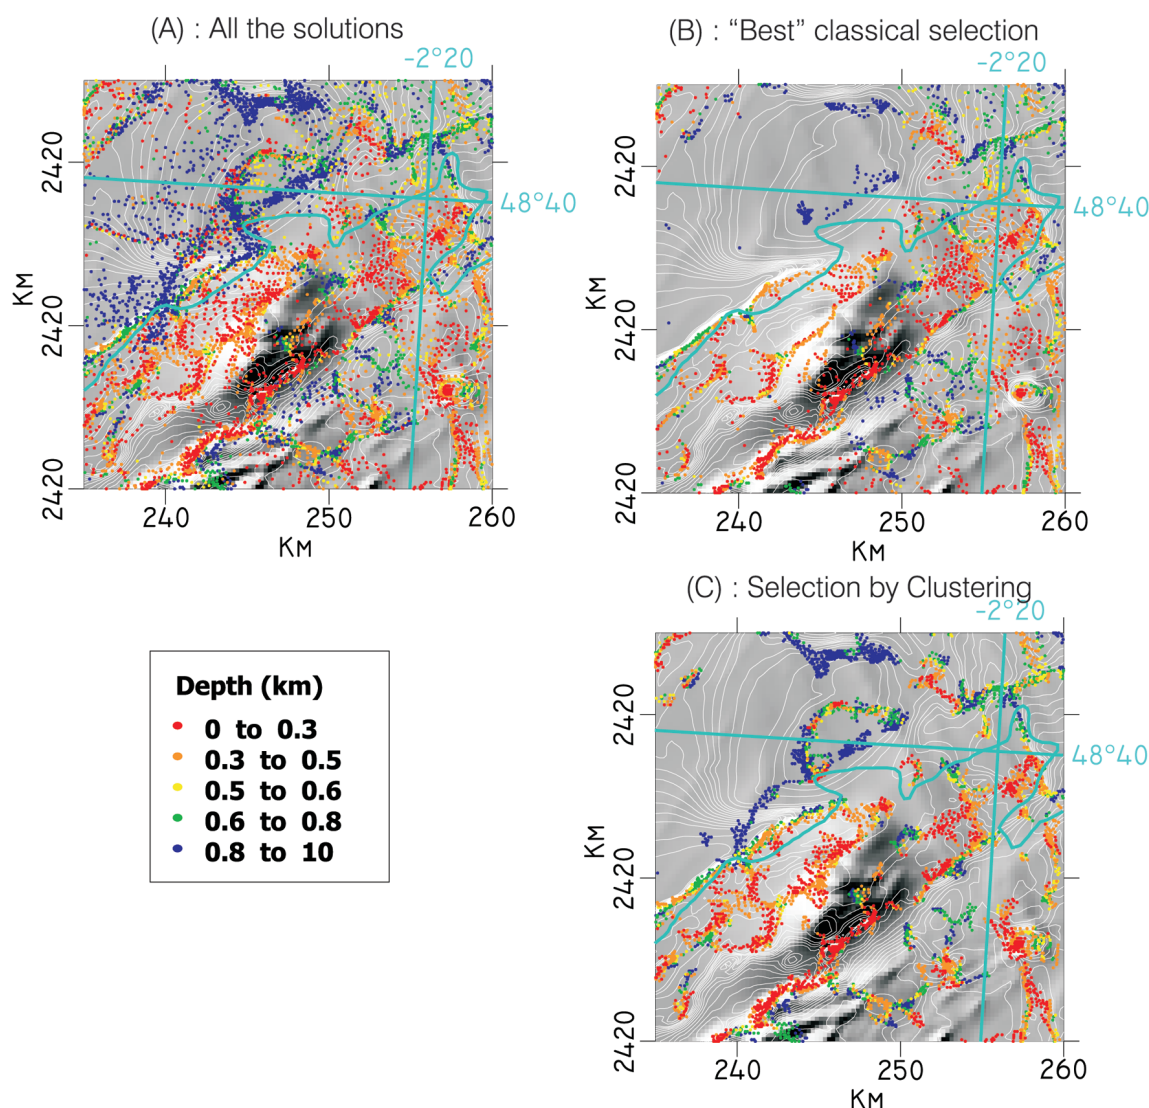 (A) : All the solutions
-2°20
2420
48°40
2420
Km
2420
240
250
260
Km
(B) : “Best” classical selection
-2°20
2420
48°40
2420
Km
2420
240
250
260
Km
(C) : Selection by Clustering
-2°20
2420
48°40
2420
Km
2420
240
250
260
Km
Depth (km)
0 to 0.3
0.3 to 0.5
0.5 to 0.6
0.6 to 0.8
0.8 to 10